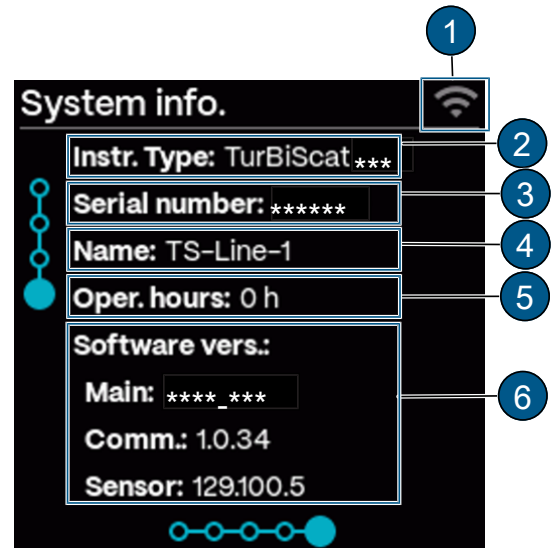 1
System info.
Instr. Type: TurBiScat *** 2
Serial number: ****** 3
Name: TS-Line-1 4
Oper. hours: 0 h 5
Software vers.:
Main: ****_*** 6
Comm.: 1.0.34
Sensor: 129.100.5